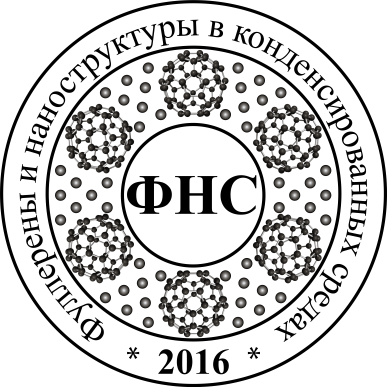 Фуллерены и наноструктуры в конденсированных средах
ФНС
* 2016 *